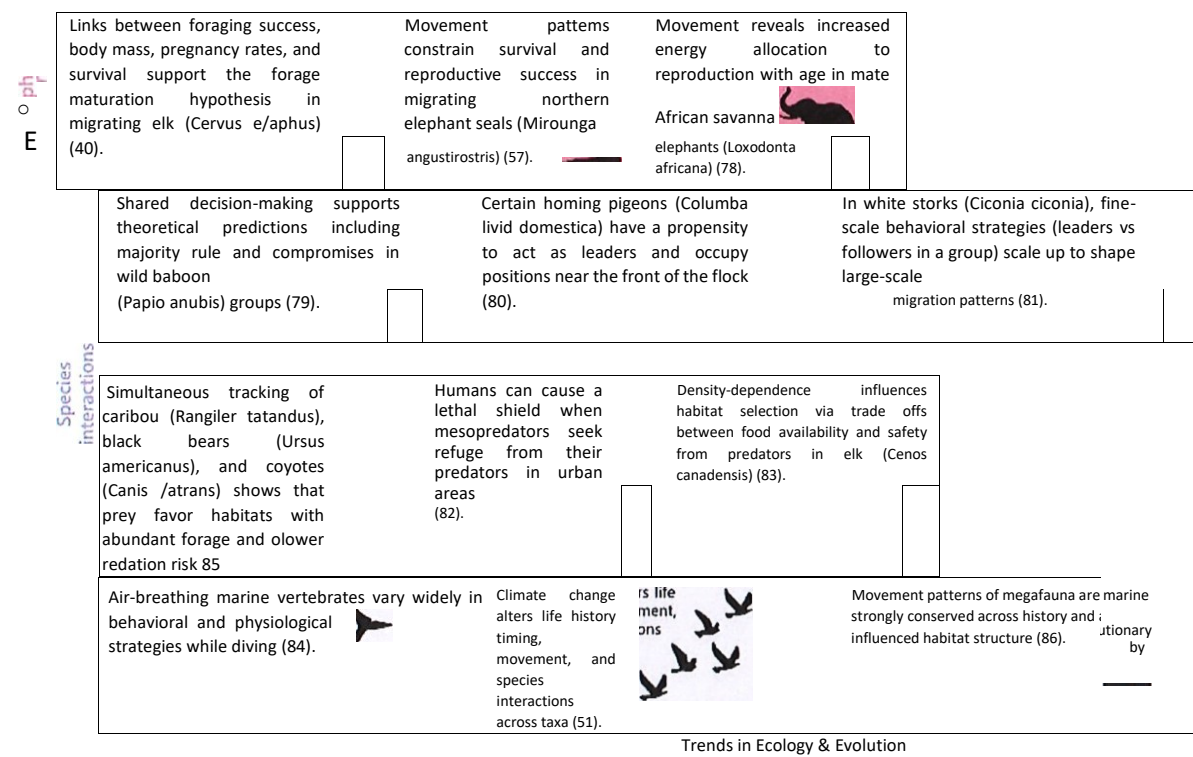 Links between foraging success,
body mass, pregnancy rates, and
survival support the forage
maturation hypothesis in
migrating elk (Cervus e/aphus)
(40).
Movement patterns
constrain survival and
reproductive success in
migrating northern
elephant seals (Mirounga
angustirostris) (57).
Movement reveals increased
energy allocation to
reproduction with age in mate
African savanna
elephants (Loxodonta
africana) (78).
ph
r
o
E
Shared decision-making supports
theoretical predictions including
majority rule and compromises in
wild baboon
(Papio anubis) groups (79).
Certain homing pigeons (Columba
livid domestica) have a propensity
to act as leaders and occupy
positions near the front of the flock
(80).
In white storks (Ciconia ciconia), fine-
scale behavioral strategies (leaders vs
followers in a group) scale up to shape
large-scale
migration patterns (81).
Species
interactions
Simultaneous tracking of
caribou (Rangiler tatandus),
black bears (Ursus
americanus), and coyotes
(Canis /atrans) shows that
prey favor habitats with
abundant forage and olower
redation risk 85
Humans can cause a
lethal shield when
mesopredators seek
refuge from their
predators in urban
areas
(82).
Density-dependence influences
habitat selection via trade offs
between food availability and safety
from predators in elk (Cenos
canadensis) (83).
Air-breathing marine vertebrates vary widely in
behavioral and physiological
strategies while diving (84).
Climate change
alters life history
timing,
movement, and
species
interactions
across taxa (51).
rs life
ment,
ons
Movement patterns of megafauna are marine
strongly conserved across history and
influenced habitat structure (86).
utionary
by
Trends in Ecology & Evolution